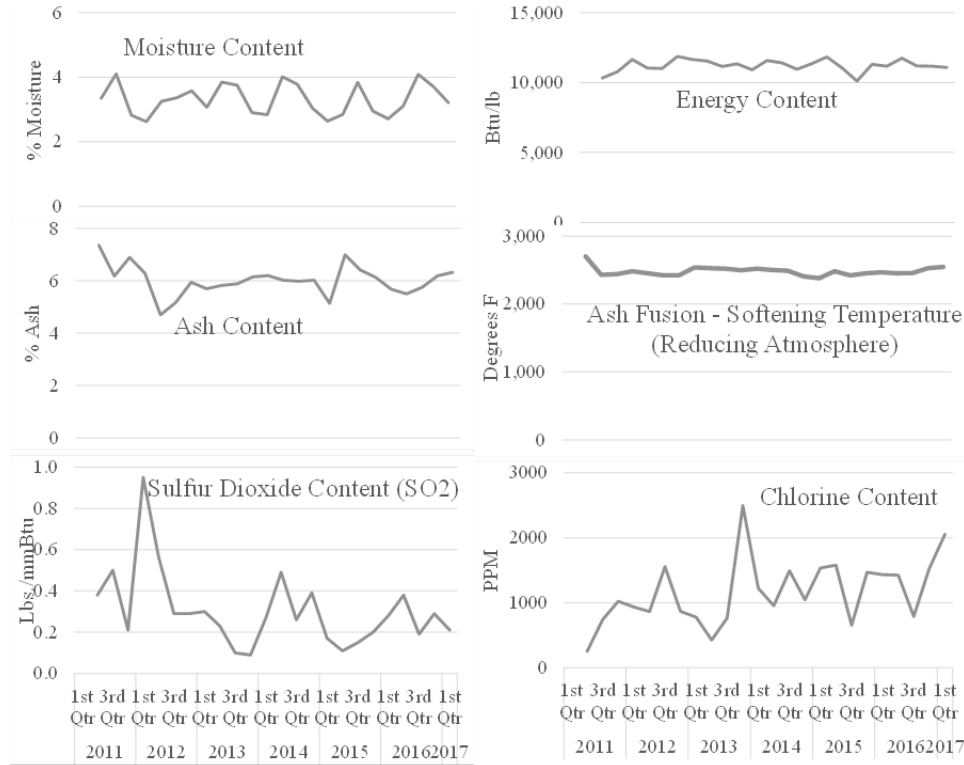 6
4
2
0
% Moisture
Moisture Content
15,000
10,000
5,000
0
Btu/lb
Energy Content
8
6
4
2
0
% Ash
Ash Content
3,000
2,000
1,000
0
Degrees F
Ash Fusion - Softening Temperature
(Reducing Atmosphere)
1.0
0.8
0.6
0.4
0.2
0.0
Lbs./mmBtu
Sulfur Dioxide Content (SO2)
1st 3rd 1st 3rd 1st 3rd 1st 3rd 1st 3rd 1st 3rd 1st
Qtr Qtr Qtr Qtr Qtr Qtr Qtr Qtr Qtr Qtr Qtr Qtr Qtr
2011 2012 2013 2014 2015 2016 2017
3000
2000
1000
0
PPM
Chlorine Content
1st 3rd 1st 3rd 1st 3rd 1st 3rd 1st 3rd 1st 3rd 1st
Qtr Qtr Qtr Qtr Qtr Qtr Qtr Qtr Qtr Qtr Qtr Qtr Qtr
2011 2012 2013 2014 2015 2016 2017